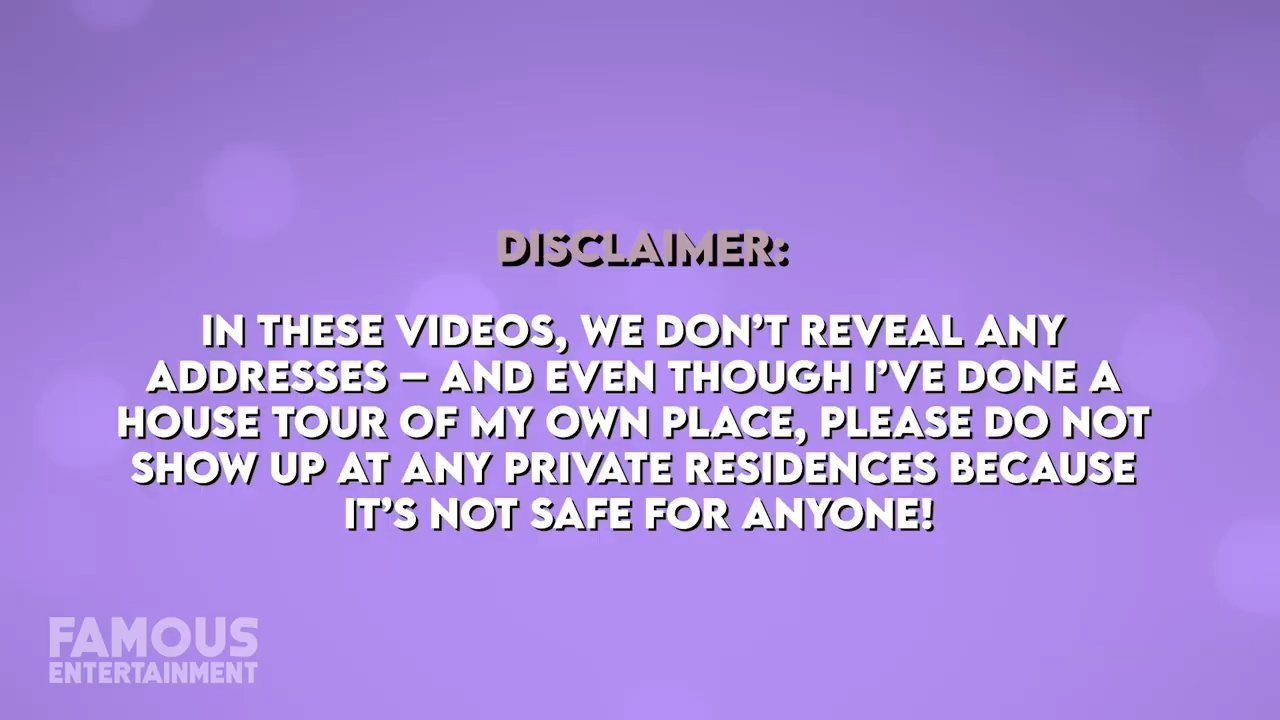 DISCLAIMER:
IN THESE VIDEOS, WE DON’T REVEAL ANY
ADDRESSES – AND EVEN THOUGH I’VE DONE A
HOUSE TOUR OF MY OWN PLACE, PLEASE DO NOT
SHOW UP AT ANY PRIVATE RESIDENCES BECAUSE
IT’S NOT SAFE FOR ANYONE!
FAMOUS
ENTERTAINMENT